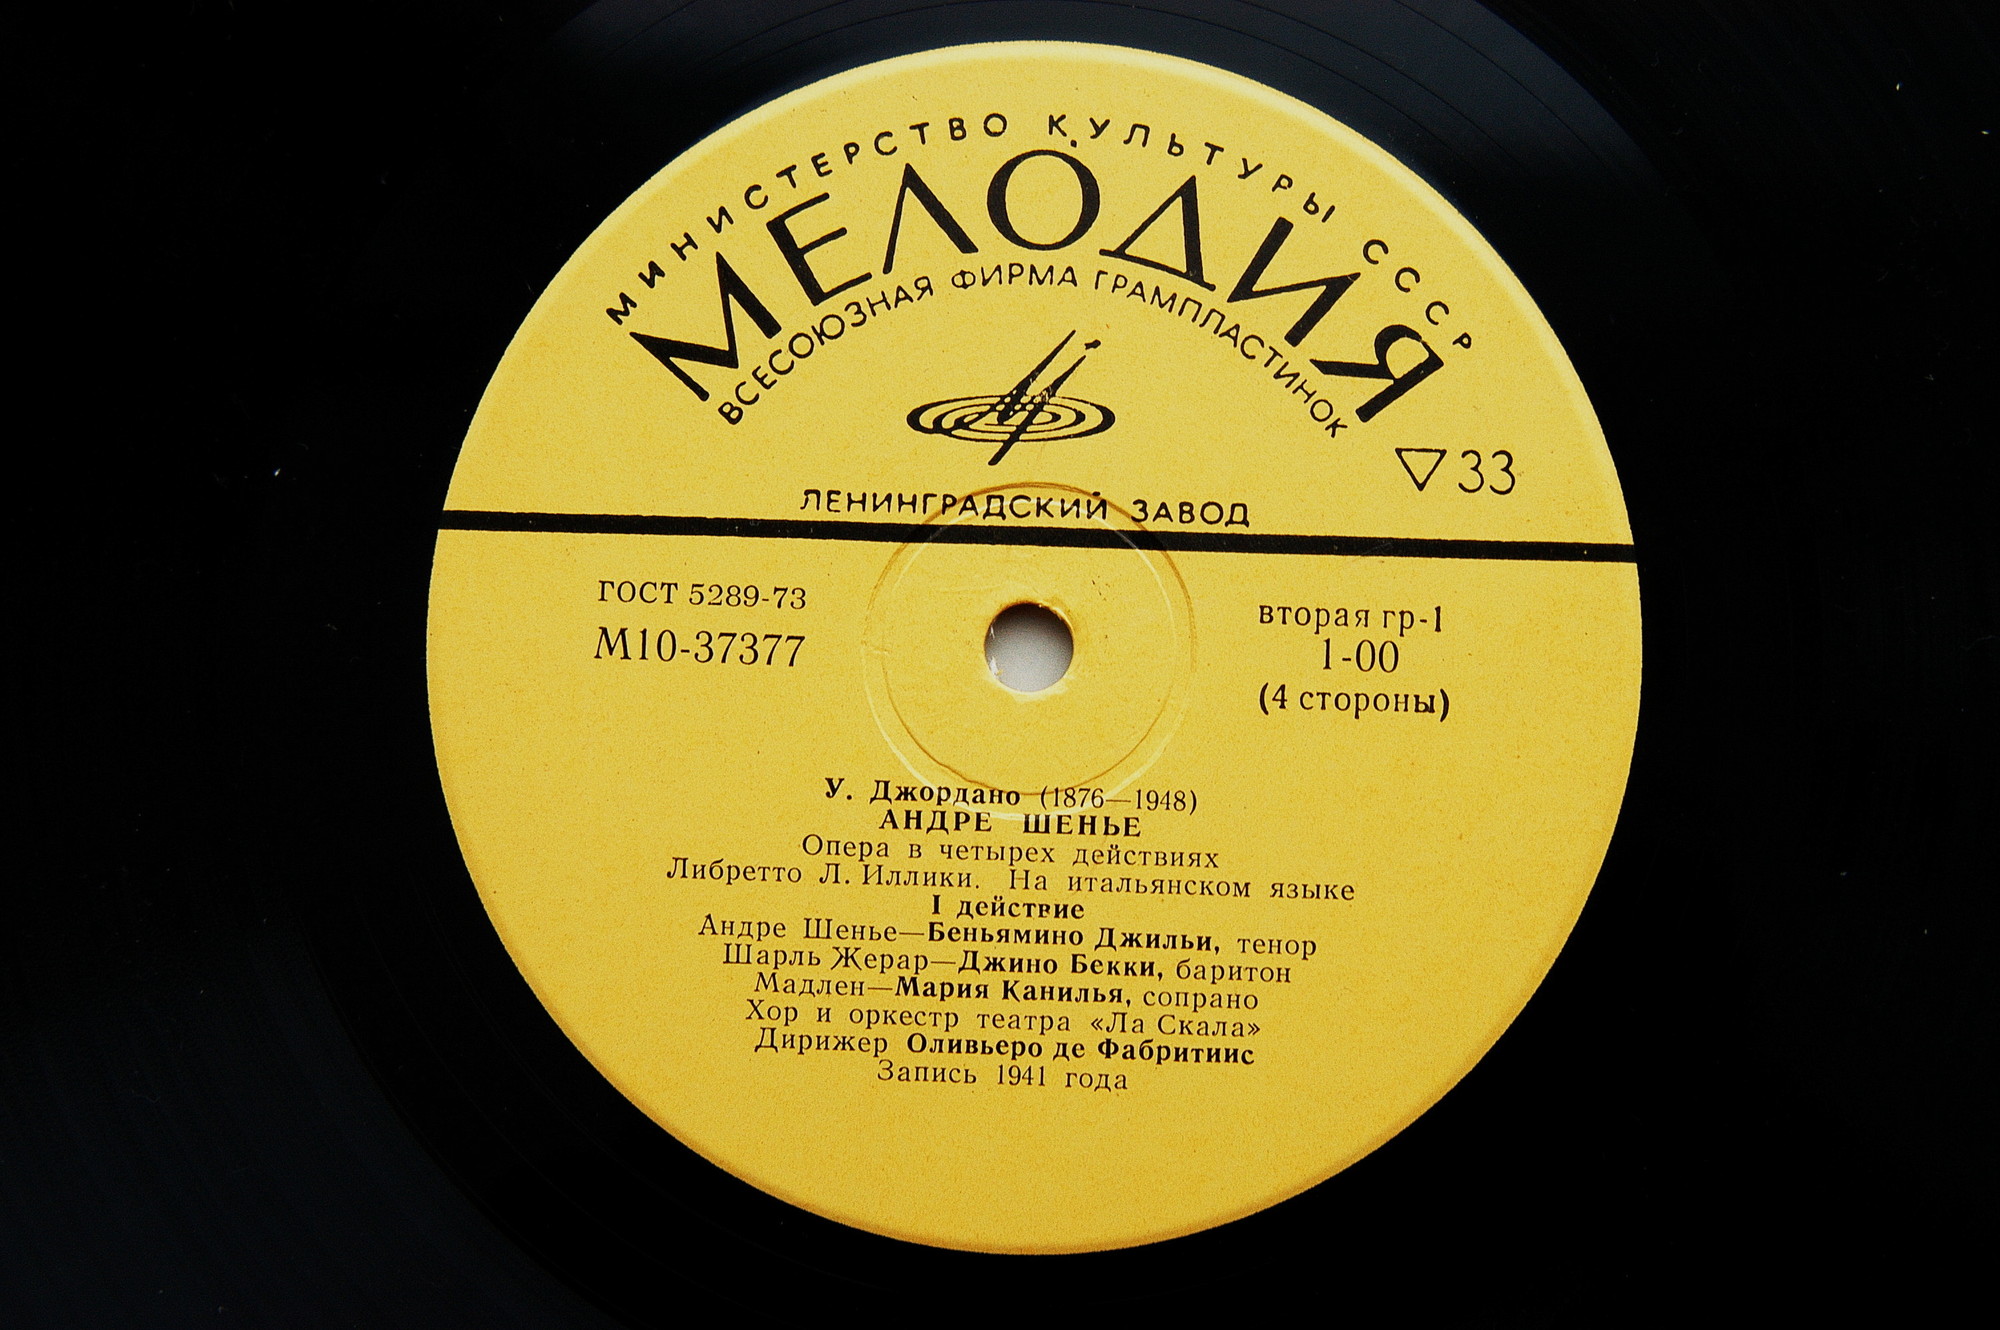 МИНИСТЕРСТВО КУЛЬТУРЫ СССР
МЕЛОДИЯ
ВСЕСОЮЗНАЯ ФИРМА ГРАМПЛАСТИНОК
▽33
ЛЕНИНГРАДСКИЙ ЗАВОД
ГОСТ 5289-73
М10-37377
вторая гр-1
1-00
(4 стороны)
У. Джордано (1876—1948)
АНДРЕ ШЕНЬЕ
Опера в четырех действиях
Либретто Л. Иллики. На итальянском языке
I действие
Андре Шенье—Беньямино Джильи, тенор
Шарль Жерар—Джино Бекки, баритон
Мадлен—Мария Канилья, сопрано
Хор и оркестр театра «Ла Скала»
Дирижер Оливьеро де Фабритиис
Запись 1941 года